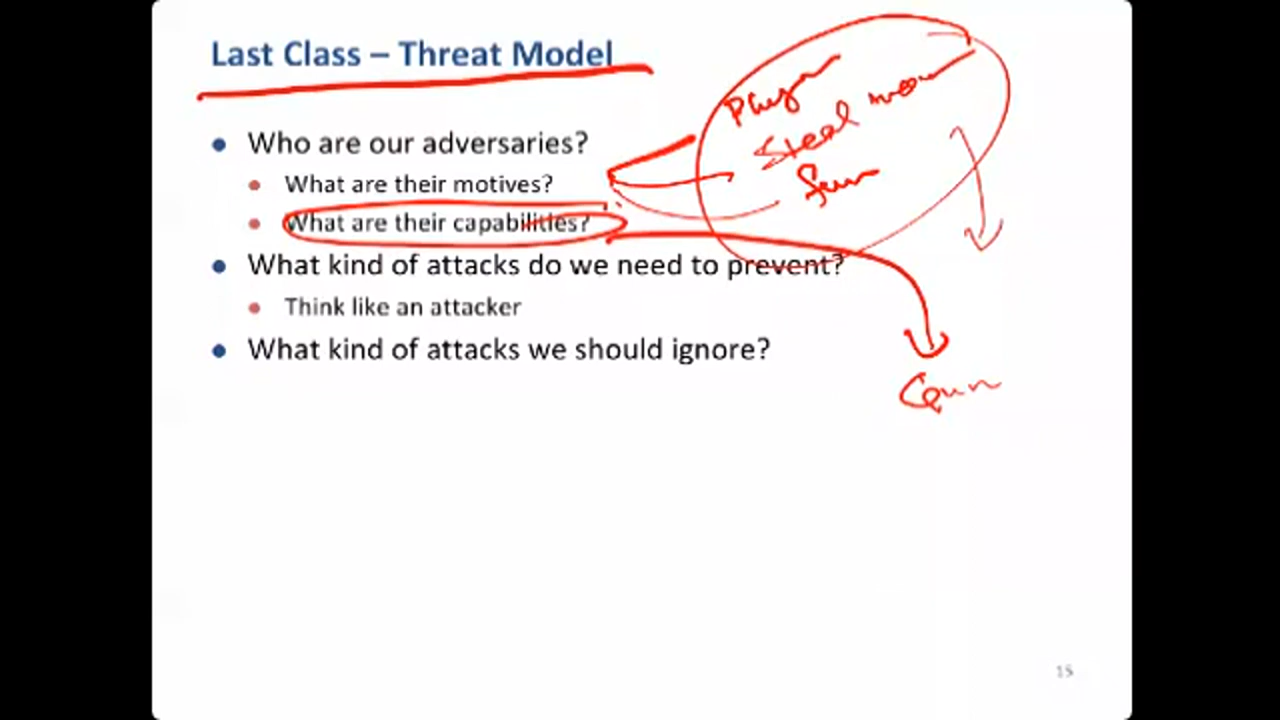 Last Class – Threat Model
Who are our adversaries?
What are their motives?
What are their capabilities?
What kind of attacks do we need to prevent?
Think like an attacker
What kind of attacks we should ignore?
Steal
fun
15